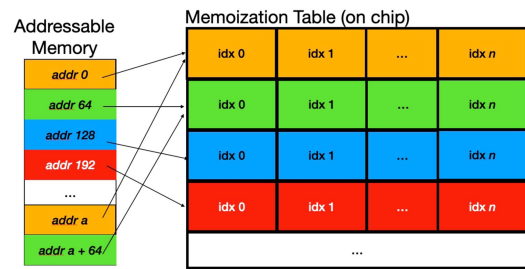 Addressable
Memory
addr 0
addr 64
addr 128
addr 192
...
addr a
addr a + 64
Memoization Table (on chip)
idx 0 idx 1 ... idx n
idx 0 idx 1 ... idx n
idx 0 idx 1 ... idx n
idx 0 idx 1 ... idx n
...